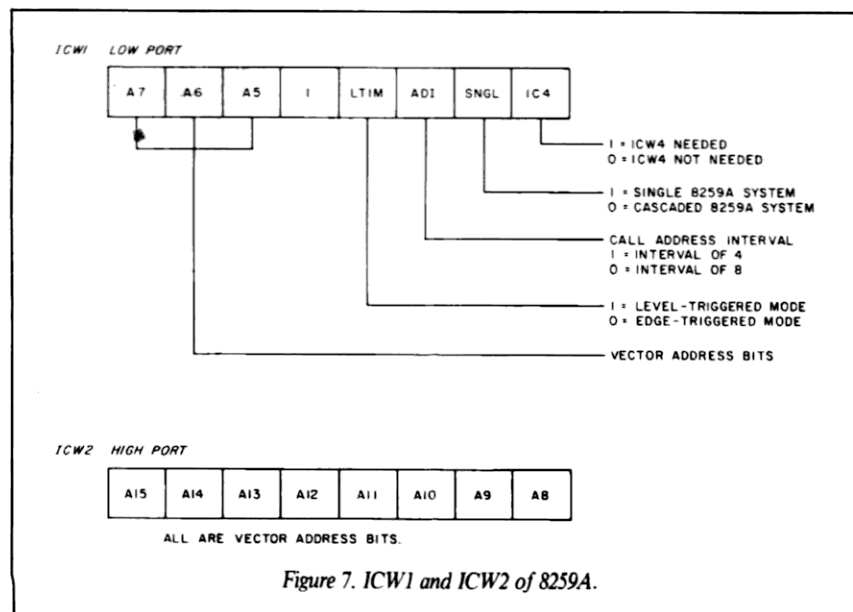 ICW1 LOW PORT
A7 A6 A5 1 LTIM ADI SNGL IC4
1 = ICW4 NEEDED
0 = ICW4 NOT NEEDED
1 = SINGLE 8259A SYSTEM
0 = CASCADED 8259A SYSTEM
CALL ADDRESS INTERVAL
1 = INTERVAL OF 4
0 = INTERVAL OF 8
1 = LEVEL-TRIGGERED MODE
0 = EDGE-TRIGGERED MODE
VECTOR ADDRESS BITS
ICW2 HIGH PORT
A15 A14 A13 A12 A11 A10 A9 A8
ALL ARE VECTOR ADDRESS BITS.
Figure 7. ICW1 and ICW2 of 8259A.